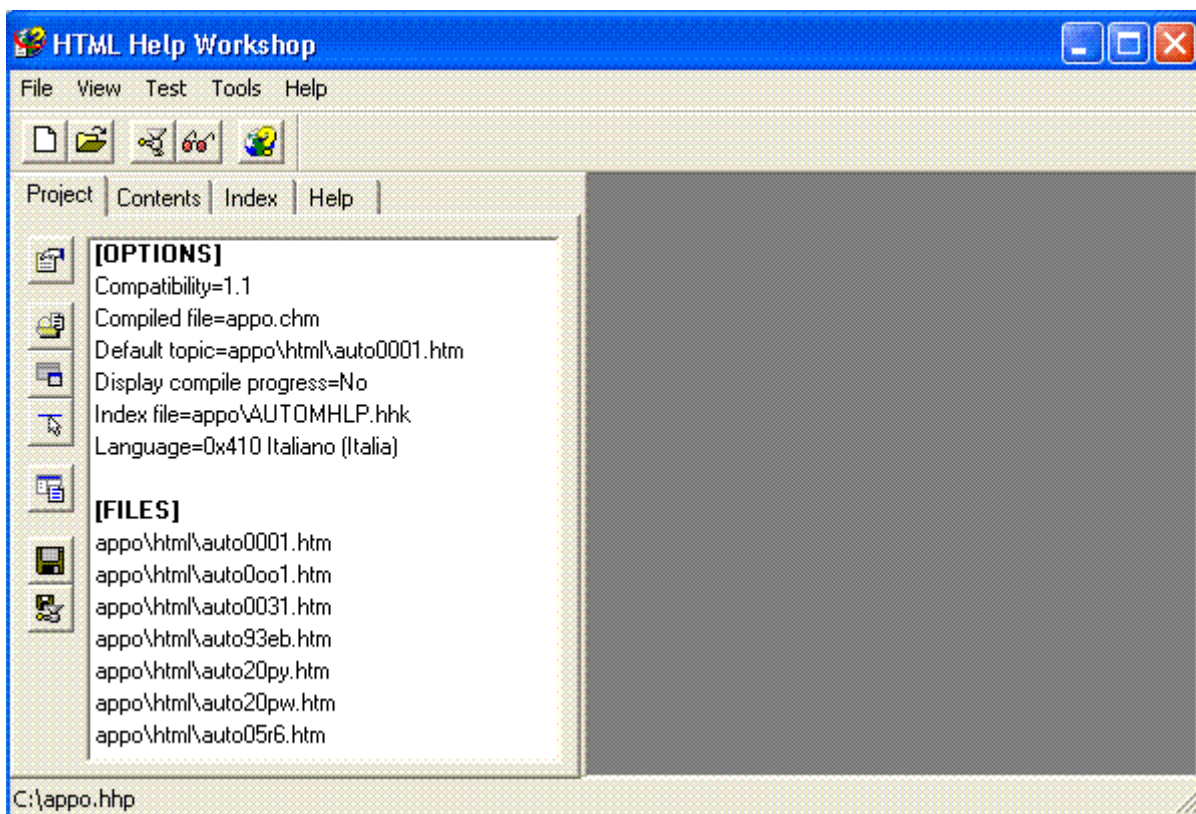 HTML Help Workshop
File View Test Tools Help
Project Contents Index Help
[OPTIONS]
Compatibility=1.1
Compiled file=appo.chm
Default topic=appo\html\auto0001.htm
Display compile progress=No
Index file=appo\AUTOMHLP.hhk
Language=0x410 Italiano (Italia)
[FILES]
appo\html\auto0001.htm
appo\html\auto0oo1.htm
appo\html\auto0031.htm
appo\html\auto93eb.htm
appo\html\auto20py.htm
appo\html\auto20pw.htm
appo\html\auto05r6.htm
C:\appo.hhp